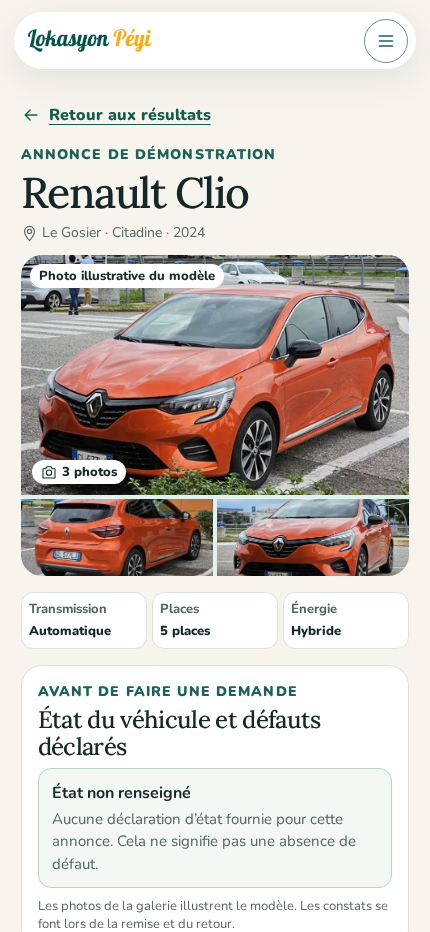 Lokasyon Péyi
Retour aux résultats
ANNONCE DE DÉMONSTRATION
Renault Clio
Le Gosier · Citadine · 2024
Photo illustrative du modèle
3 photos
Transmission
Automatique
Places
5 places
Énergie
Hybride
AVANT DE FAIRE UNE DEMANDE
État du véhicule et défauts
déclarés
État non renseigné
Aucune déclaration d’état fournie pour cette
annonce. Cela ne signifie pas une absence de
défaut.
Les photos de la galerie illustrent le modèle. Les constats se
font lors de la remise et du retour.